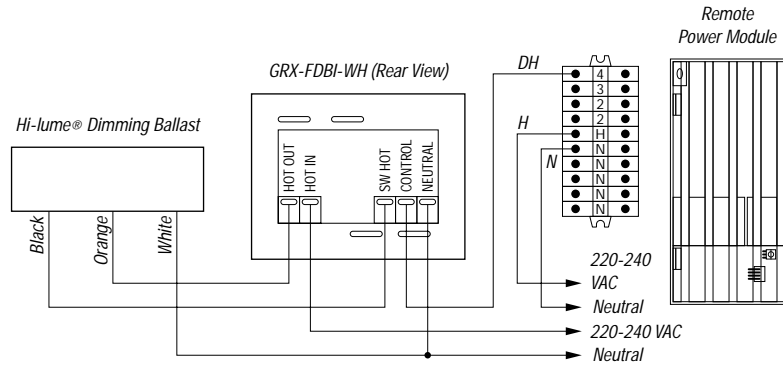 Remote
Power Module
GRX-FDBI-WH (Rear View)
Hi-lume® Dimming Ballast
DH
H
N
4
3
2
2
H
N
N
N
N
N
HOT OUT
HOT IN
SW HOT
CONTROL
NEUTRAL
Black
Orange
White
220-240
VAC
Neutral
220-240 VAC
Neutral